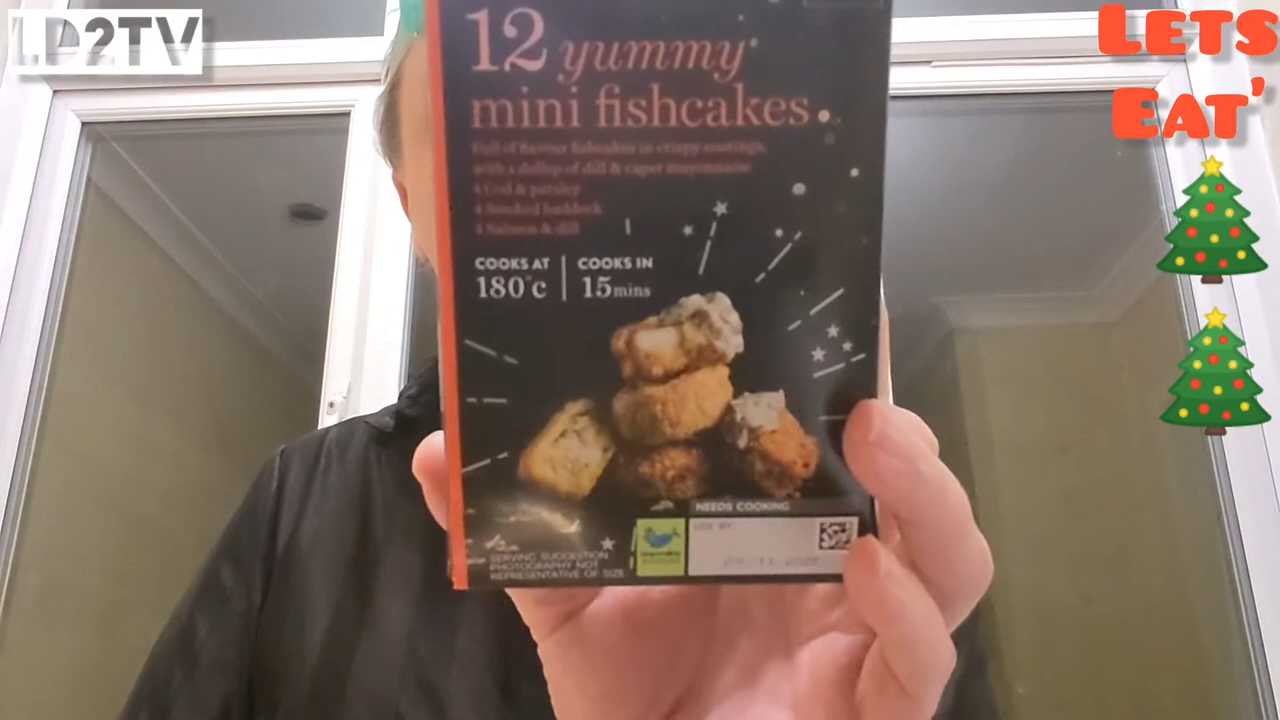 LD2TV
LETS
EAT'
12 yummy
mini fishcakes
Full of flavour fishcakes in crispy coatings,
with a dollop of dill & caper mayonnaise
4 Cod & parsley
4 Smoked haddock
4 Salmon & dill
COOKS AT
180°C
COOKS IN
15 mins
NEEDS COOKING
USE BY
SERVING SUGGESTION
PHOTOGRAPHY NOT
REPRESENTATIVE OF SIZE